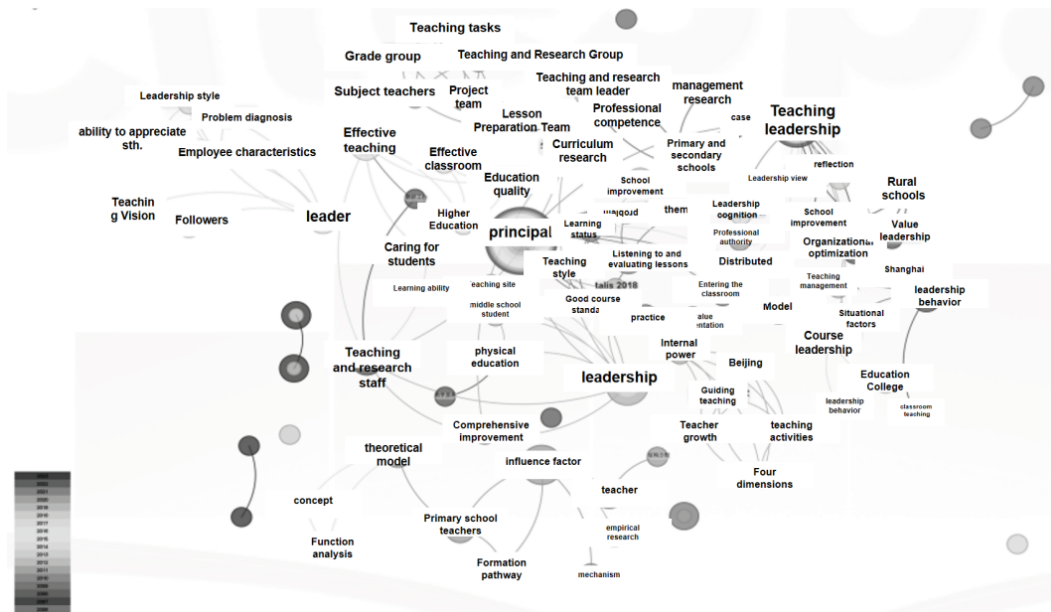 Teaching tasks
Grade group
Teaching and Research Group
Subject teachers
Project
team
Teaching and research
team leader
management
research
Leadership style
Problem diagnosis
ability to appreciate
sth.
Employee characteristics
Effective
teaching
Lesson
Preparation Team
Professional
competence
case
Teaching
leadership
Effective
classroom
Curriculum
research
Primary and
secondary
schools
reflection
Education
quality
School
improvement
Leadership view
Rural
schools
Teachin
g Vision
Followers
leader
Higher
Education
principal
Learning
status
problem
them
Leadership
cognition
School
improvement
Value
leadership
Professional
authority
Organizational
optimization
Caring for
students
Teaching
style
Listening to and
evaluating lessons
Distributed
Shanghai
Learning ability
eaching site
talis 2018
Entering the
classroom
Teaching
management
leadership
behavior
middle school
student
Good course
standa
practice
alue
entation
Model
Situational
factors
Teaching
and research
staff
physical
education
Internal
power
Beijing
Course
leadership
leadership
Guiding
teaching
Education
College
leadership
behavior
classroom
teaching
Comprehensive
improvement
Teacher
growth
teaching
activities
theoretical
model
influence factor
Four
dimensions
concept
teacher
Function
analysis
Primary school
teachers
empirical
research
Formation
pathway
mechanism